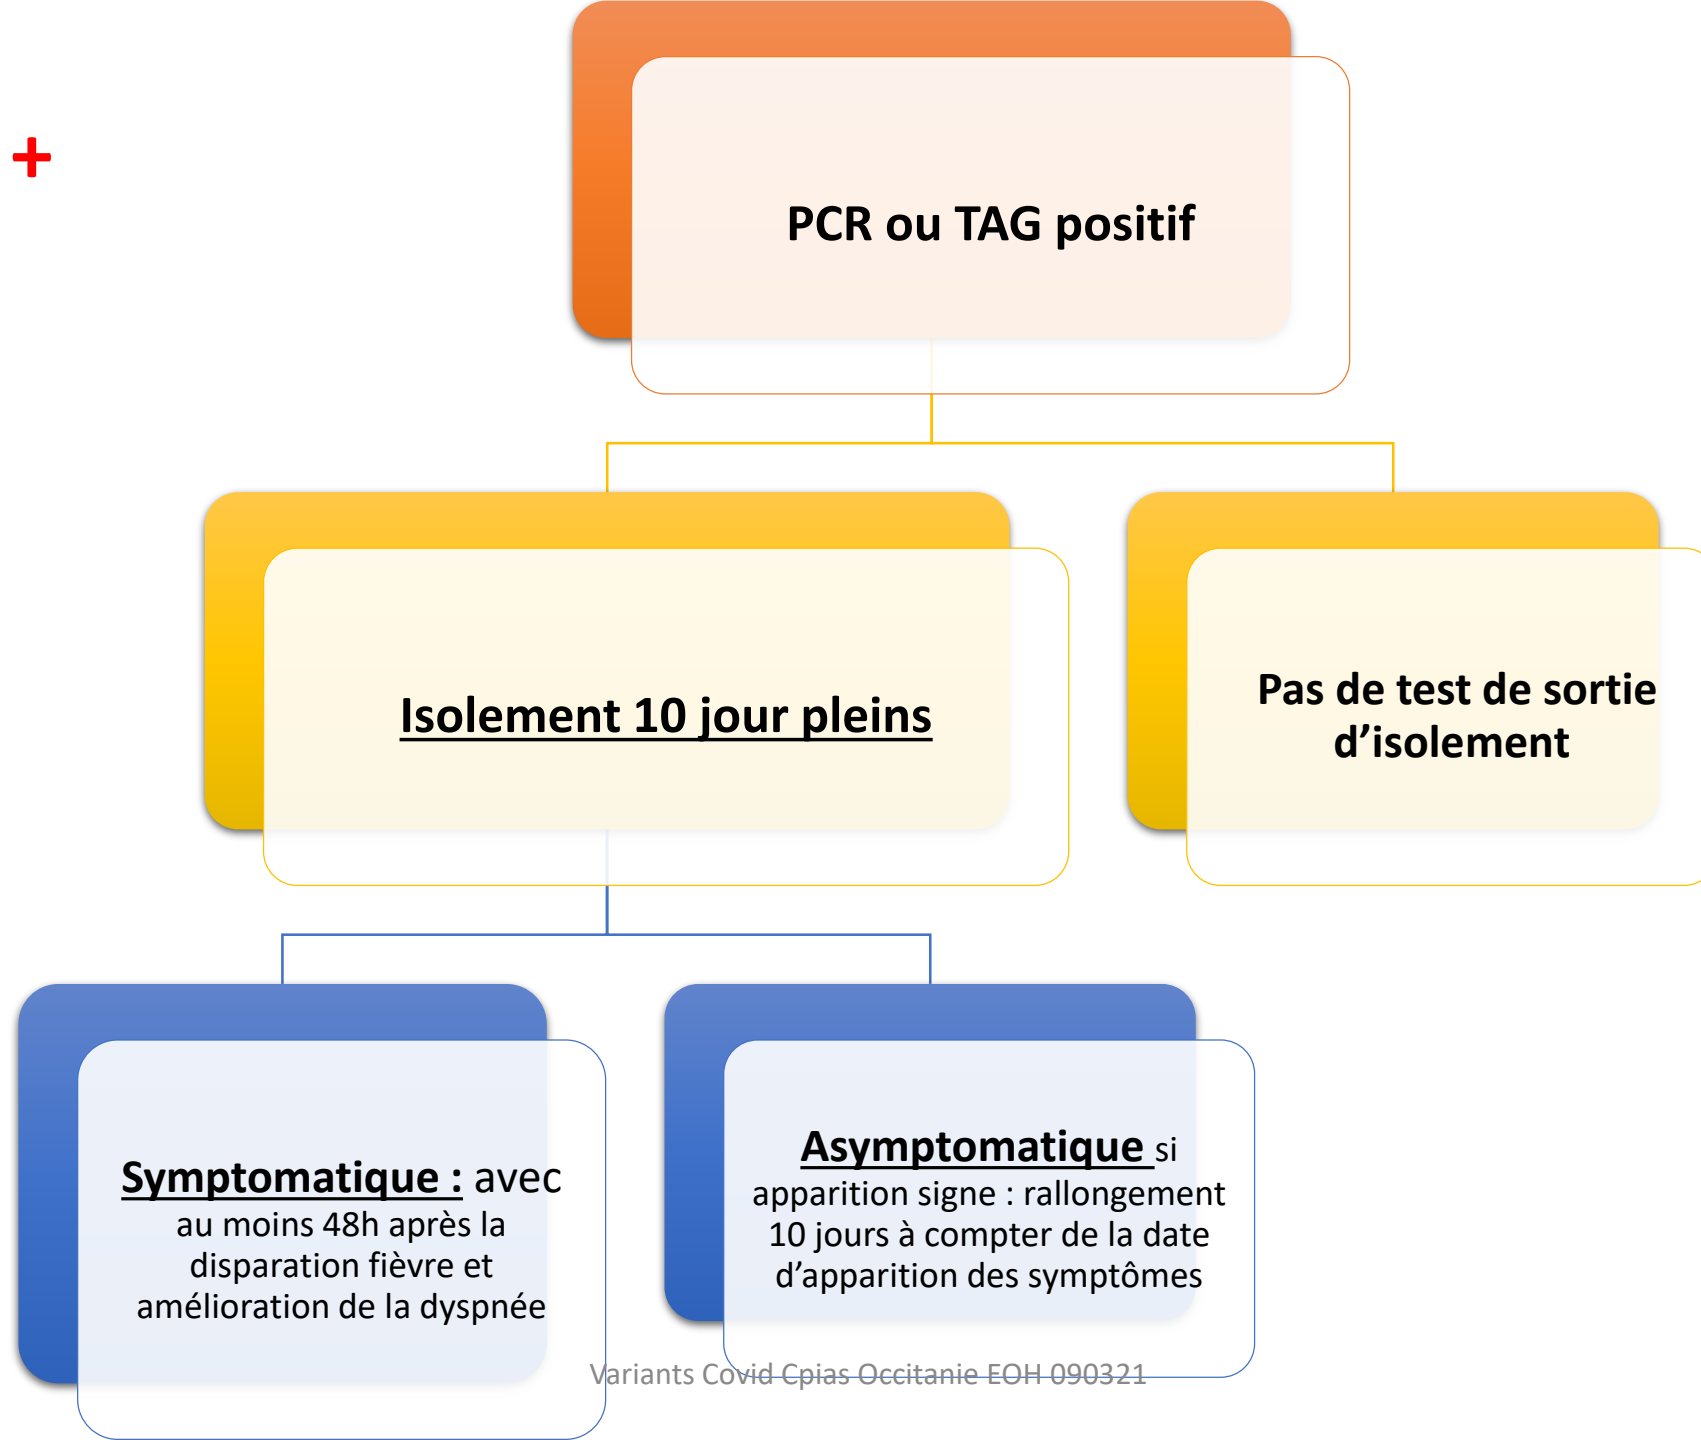 +
PCR ou TAG positif
Isolement 10 jour pleins
Pas de test de sortie
d’isolement
Symptomatique : avec
au moins 48h après la
disparation fièvre et
amélioration de la dyspnée
Asymptomatique si
apparition signe : rallongement
10 jours à compter de la date
d’apparition des symptômes
Variants Covid Cpias Occitanie EOH 090321